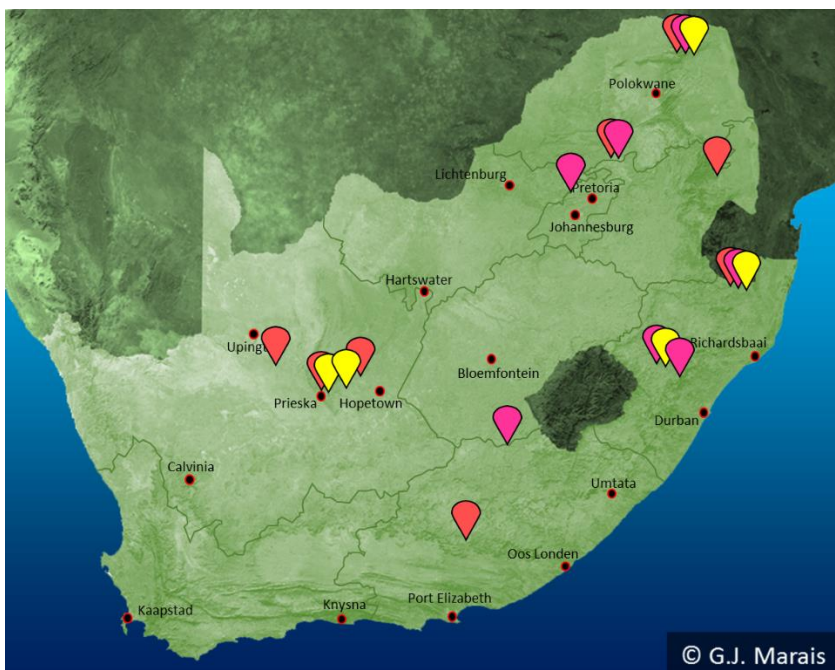 Polokwane
Lichtenburg
Pretoria
Johannesburg
Hartswater
Upingt
Richardsbaai
Bloemfontein
Prieska
Hopetown
Durban
Calvinia
Umtata
Oos Londen
Kaapstad
Knysna
Port Elizabeth
© G.J. Marais